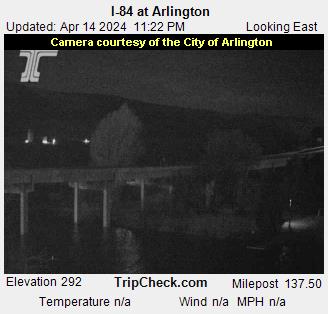 I-84 at Arlington
Updated: Apr 14 2024 11:22 PM Looking East
Camera courtesy of the City of Arlington
Elevation 292 TripCheck.com Milepost 137.50
Temperature n/a Wind n/a MPH n/a